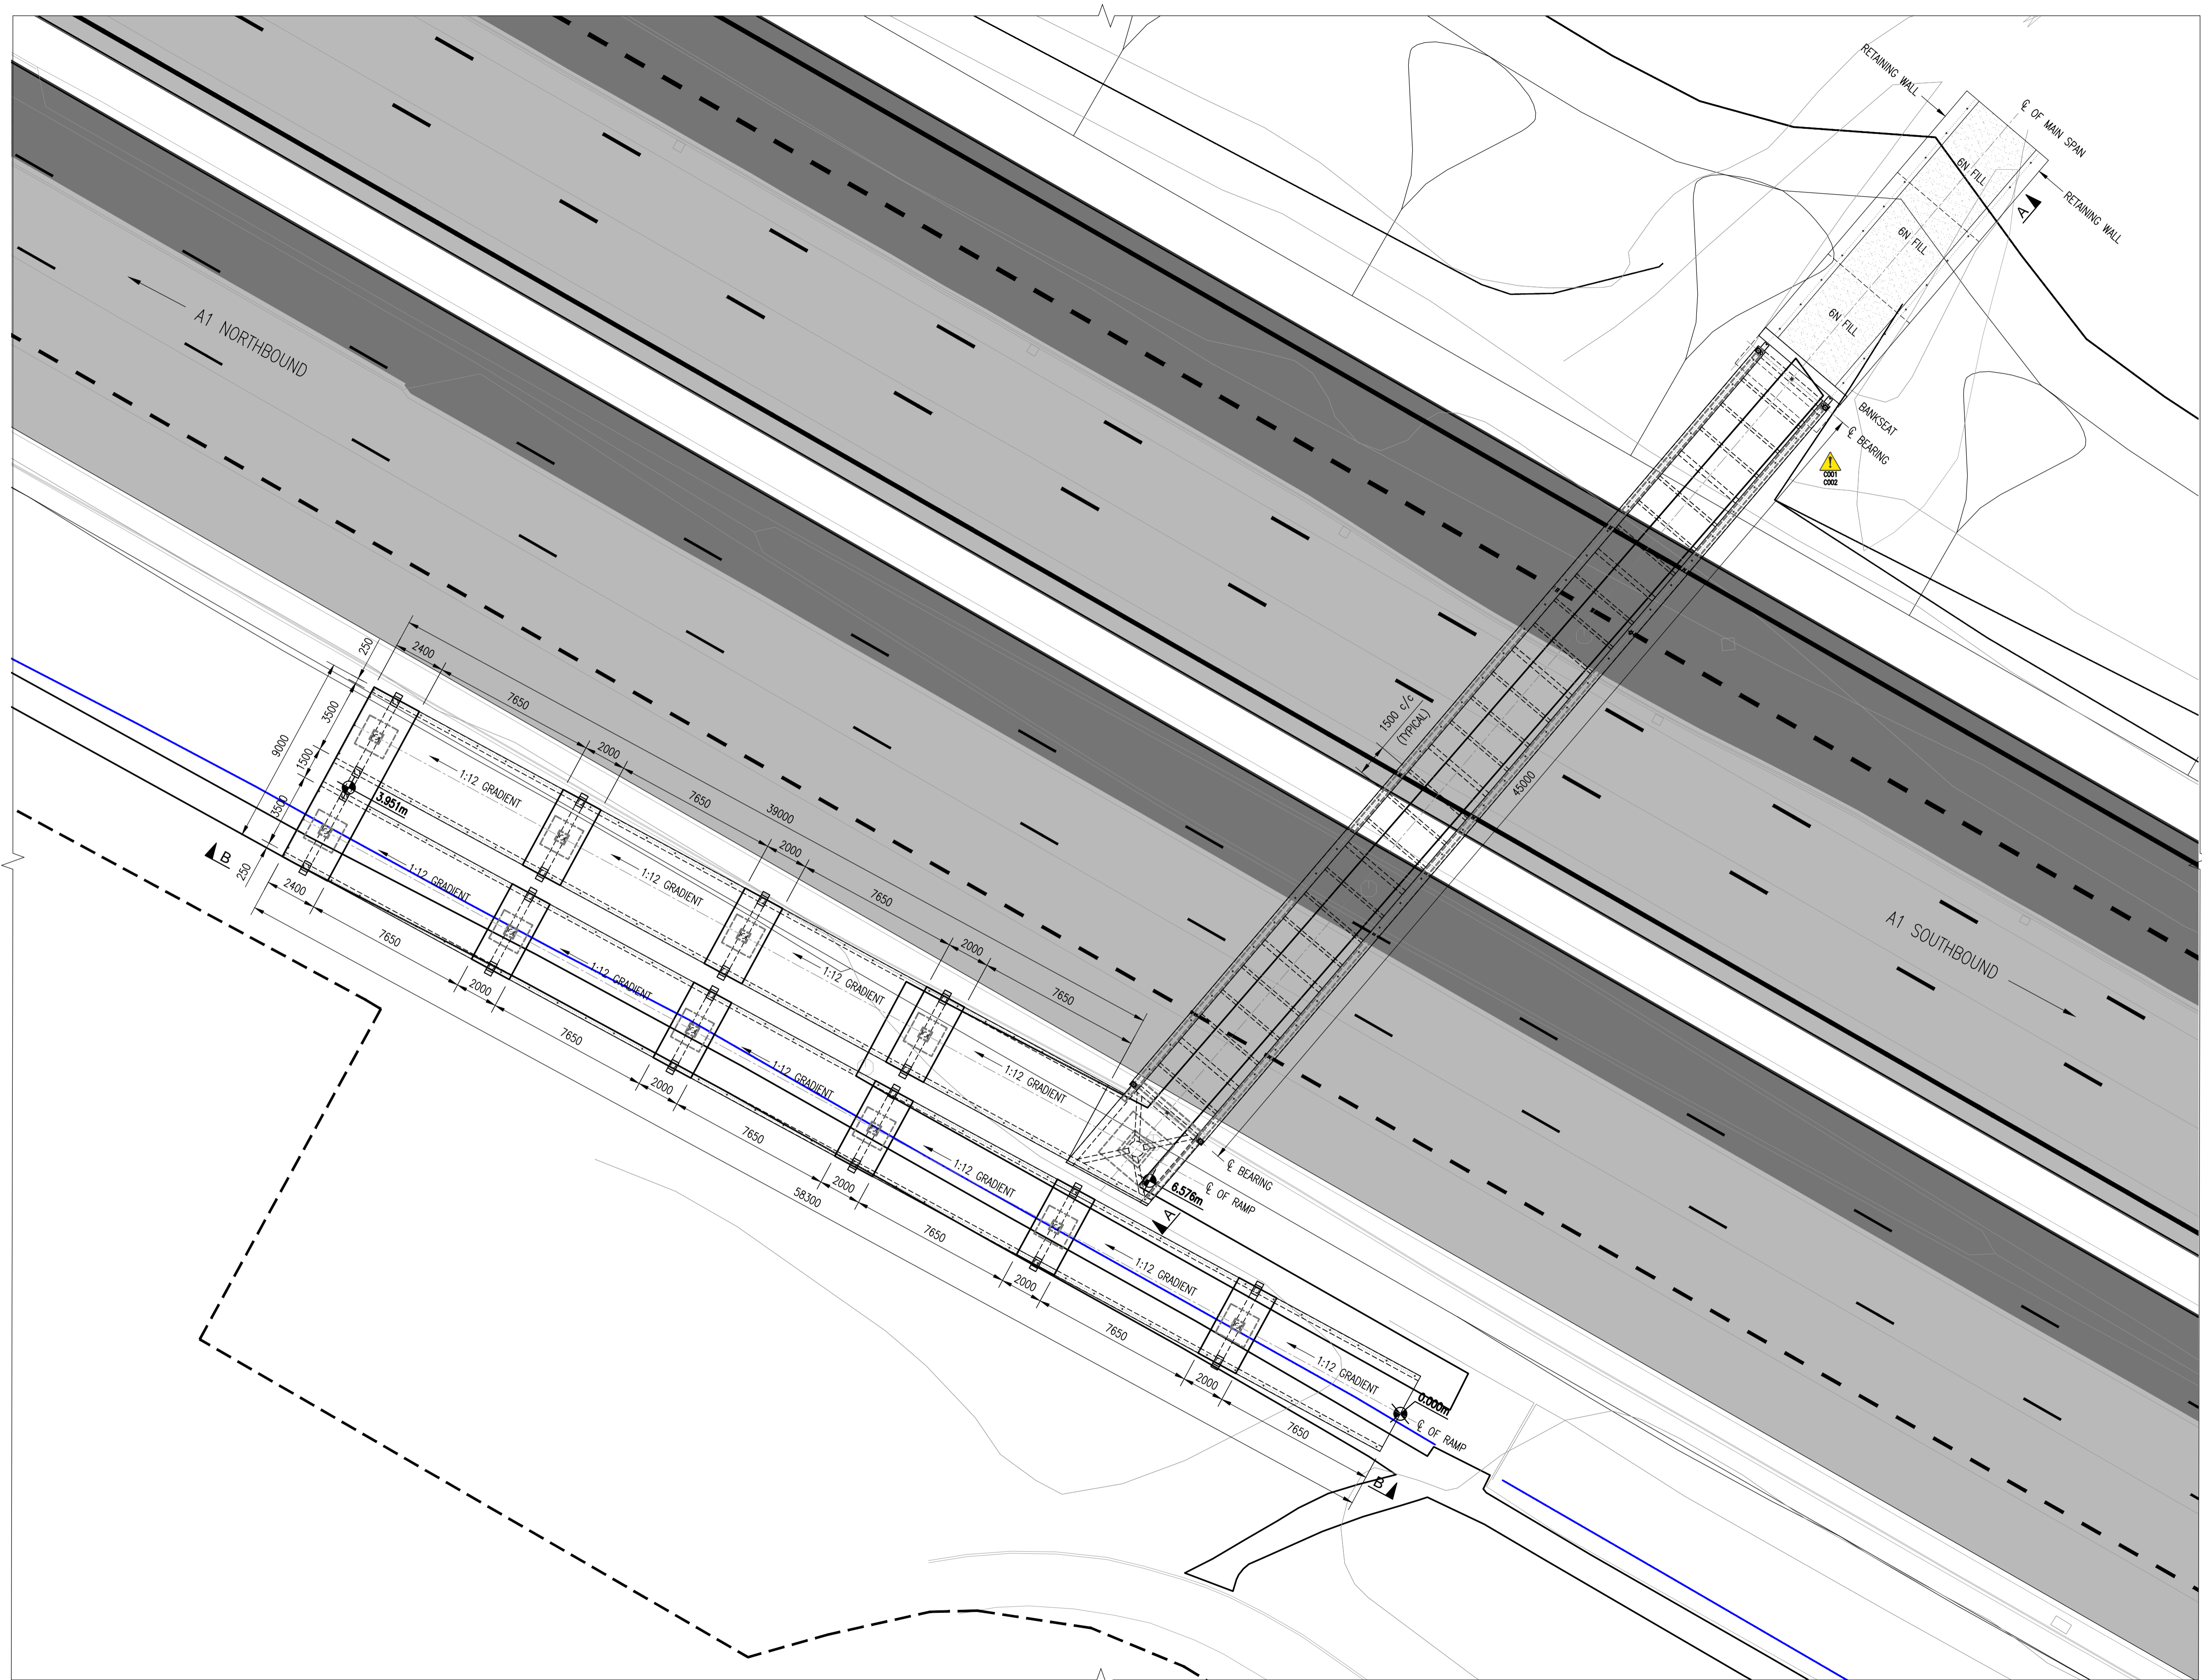 RETAINING WALL
℄ OF MAIN SPAN
6N FILL
A
RETAINING WALL
6N FILL
6N FILL
BANKSEAT
℄ BEARING
!
C001
C002
A1 NORTHBOUND
1500 c/c
(TYPICAL)
45000
A1 SOUTHBOUND
250
3500
9000
1500
3500
250
2400
7650
2000
7650
39000
2000
7650
2000
7650
1:12 GRADIENT
1:12 GRADIENT
1:12 GRADIENT
1:12 GRADIENT
3.951m
B
1:12 GRADIENT
1:12 GRADIENT
1:12 GRADIENT
1:12 GRADIENT
1:12 GRADIENT
1:12 GRADIENT
2400
7650
2000
7650
2000
7650
58300
2000
7650
2000
7650
2000
7650
℄ BEARING
℄ OF RAMP
6.576m
A
0.000m
℄ OF RAMP
B